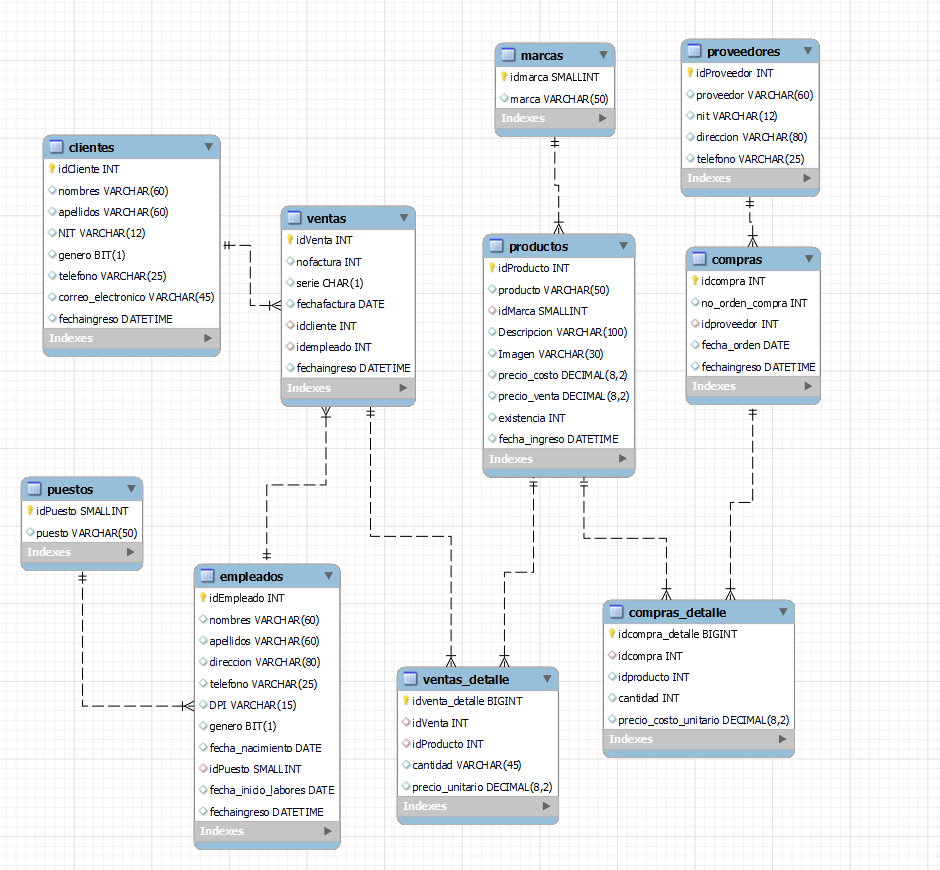 marcas
idmarca SMALLINT
marca VARCHAR(50)
Indexes
proveedores
idProveedor INT
proveedor VARCHAR(60)
nit VARCHAR(12)
direccion VARCHAR(80)
telefono VARCHAR(25)
Indexes
clientes
idCliente INT
nombres VARCHAR(60)
apellidos VARCHAR(60)
NIT VARCHAR(12)
genero BIT(1)
telefono VARCHAR(25)
correo_electronico VARCHAR(45)
fechaingreso DATETIME
Indexes
ventas
idVenta INT
nofactura INT
serie CHAR(1)
fechafactura DATE
idcliente INT
idempleado INT
fechaingreso DATETIME
Indexes
productos
idProducto INT
producto VARCHAR(50)
idMarca SMALLINT
Descripcion VARCHAR(100)
Imagen VARCHAR(30)
precio_costo DECIMAL(8,2)
precio_venta DECIMAL(8,2)
existencia INT
fecha_ingreso DATETIME
Indexes
compras
idcompra INT
no_orden_compra INT
idproveedor INT
fecha_orden DATE
fechaingreso DATETIME
Indexes
puestos
idPuesto SMALLINT
puesto VARCHAR(50)
Indexes
empleados
idEmpleado INT
nombres VARCHAR(60)
apellidos VARCHAR(60)
direccion VARCHAR(80)
telefono VARCHAR(25)
DPI VARCHAR(15)
genero BIT(1)
fecha_nacimiento DATE
idPuesto SMALLINT
fecha_inicio_labores DATE
fechaingreso DATETIME
Indexes
ventas_detalle
idventa_detalle BIGINT
idVenta INT
idProducto INT
cantidad VARCHAR(45)
precio_unitario DECIMAL(8,2)
Indexes
compras_detalle
idcompra_detalle BIGINT
idcompra INT
idproducto INT
cantidad INT
precio_costo_unitario DECIMAL(8,2)
Indexes